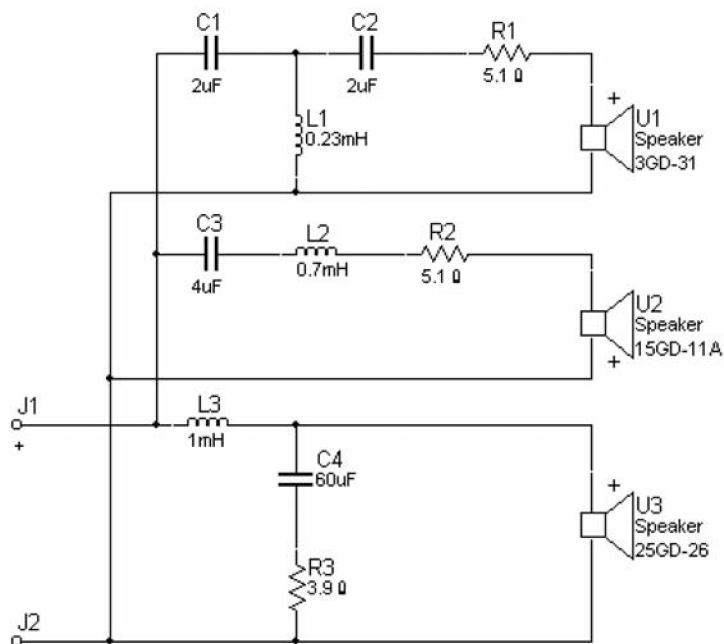 C1
2uF
C2
2uF
R1
5.1 Ω
L1
0.23mH
+
U1
Speaker
3GD-31
C3
4uF
L2
0.7mH
R2
5.1 Ω
U2
Speaker
15GD-11A
+
J1
+
L3
1mH
C4
60uF
+
U3
Speaker
25GD-26
R3
3.9 Ω
J2